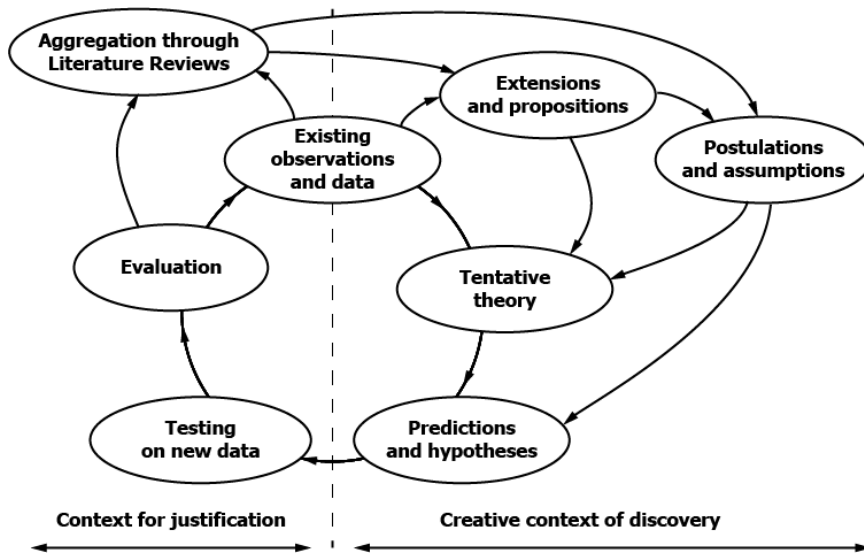 Aggregation through
Literature Reviews
Extensions
and propositions
Existing
observations
and data
Postulations
and assumptions
Evaluation
Tentative
theory
Testing
on new data
Predictions
and hypotheses
Context for justification
Creative context of discovery